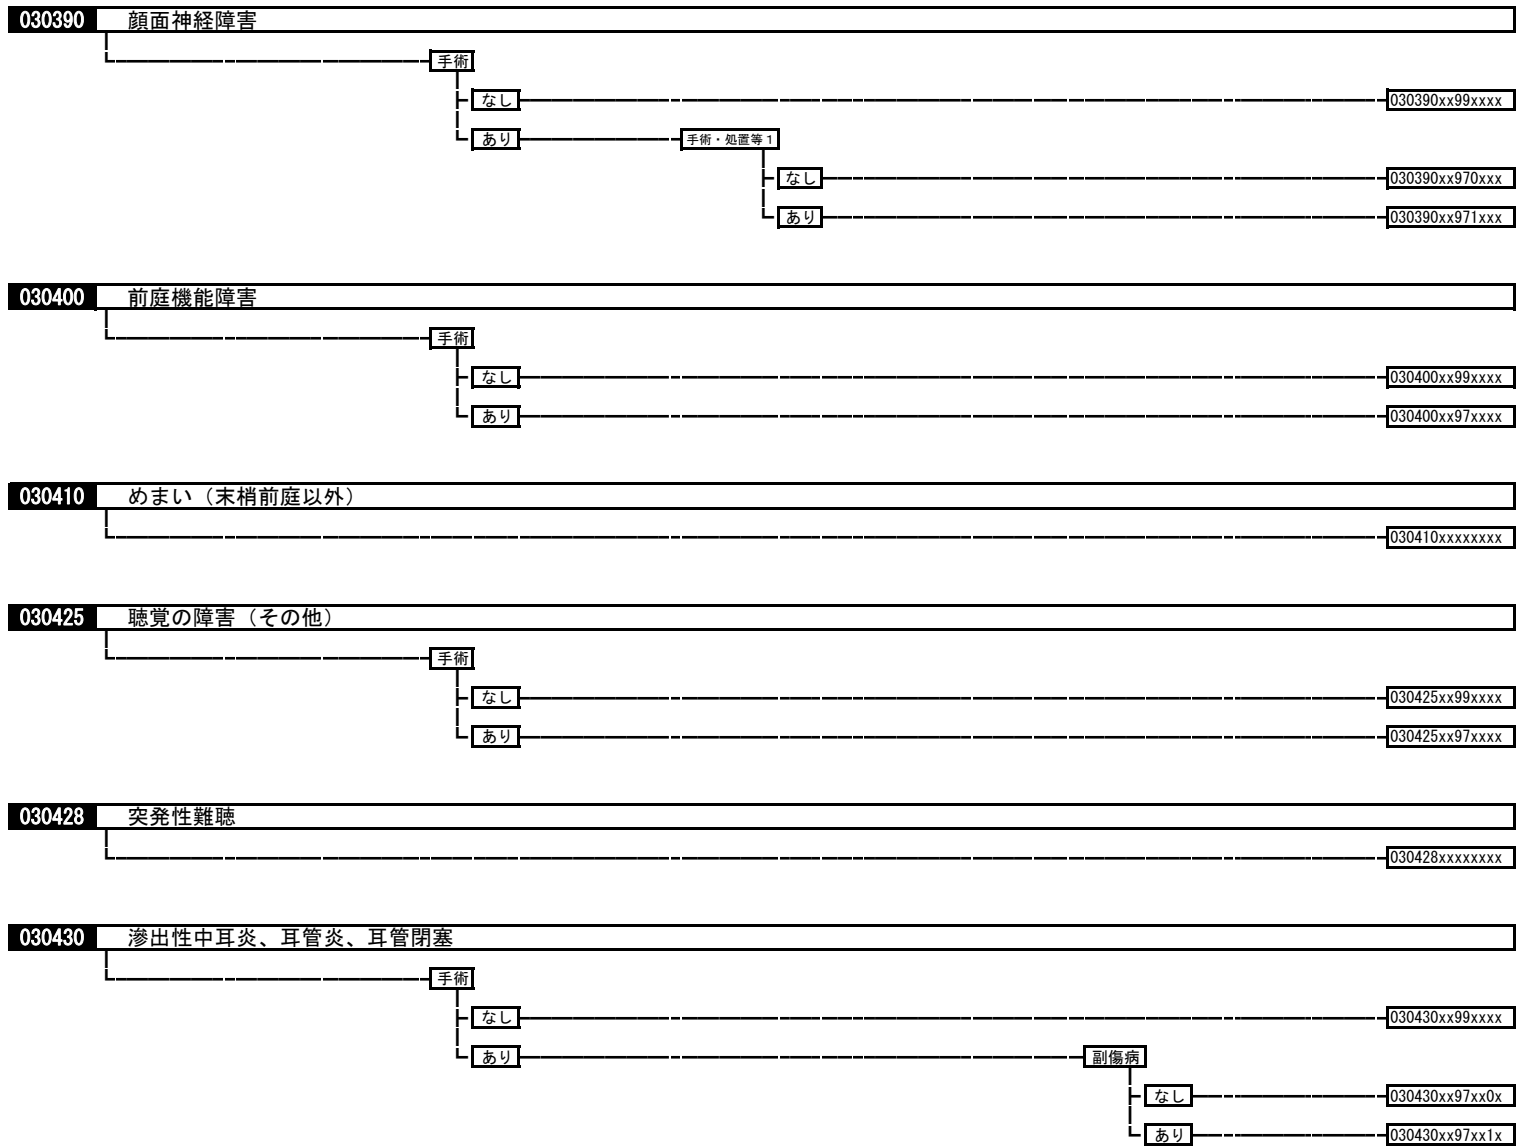 030390 顔面神経障害
手術
なし 030390xx99xxxx
あり 手術・処置等1
なし 030390xx970xxx
あり 030390xx971xxx
030400 前庭機能障害
手術
なし 030400xx99xxxx
あり 030400xx97xxxx
030410 めまい（末梢前庭以外）
030410xxxxxxxx
030425 聴覚の障害（その他）
手術
なし 030425xx99xxxx
あり 030425xx97xxxx
030428 突発性難聴
030428xxxxxxxx
030430 滲出性中耳炎、耳管炎、耳管閉塞
手術
なし 030430xx99xxxx
あり 副傷病
なし 030430xx97xx0x
あり 030430xx97xx1x